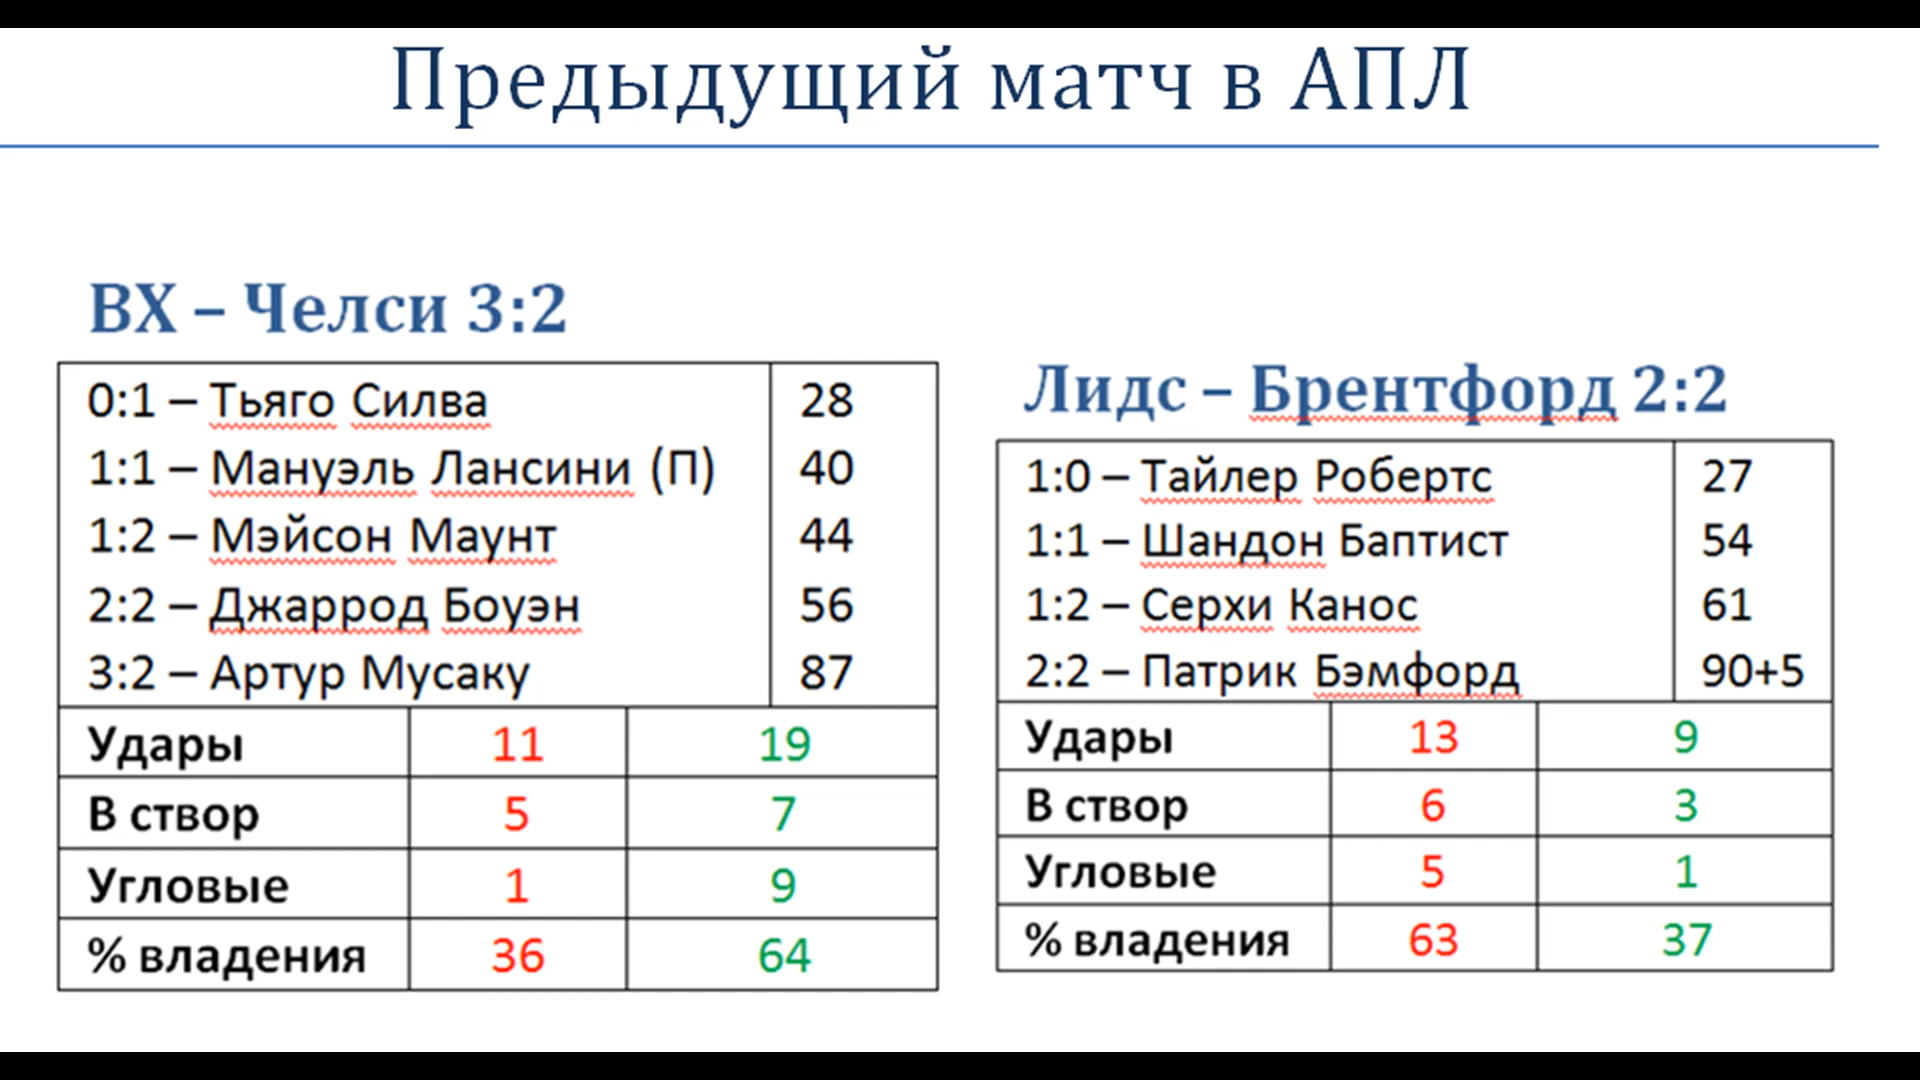 Предыдущий матч в АПЛ
ВХ – Челси 3:2
0:1 – Тьяго Силва 28
1:1 – Мануэль Лансини (П) 40
1:2 – Мэйсон Маунт 44
2:2 – Джаррод Боуэн 56
3:2 – Артур Мусаку 87
Удары 11 19
В створ 5 7
Угловые 1 9
% владения 36 64
Лидс – Брентфорд 2:2
1:0 – Тайлер Робертс 27
1:1 – Шандон Баптист 54
1:2 – Серхи Канос 61
2:2 – Патрик Бэмфорд 90+5
Удары 13 9
В створ 6 3
Угловые 5 1
% владения 63 37